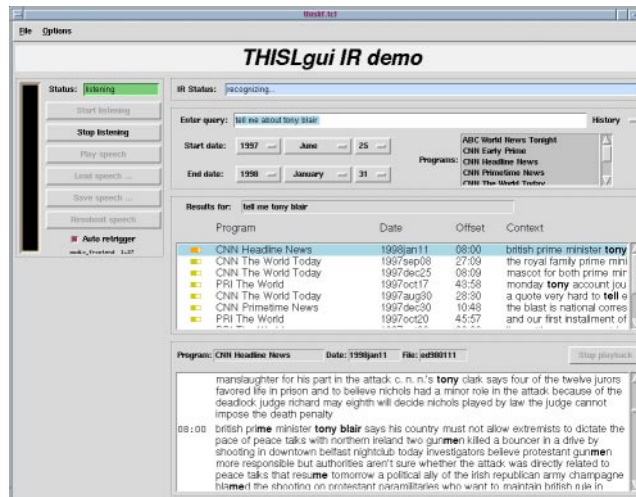 thislif.tcl
File Options
THISLgui IR demo
Status: listening
Start listening
Stop listening
Play speech
Load speech ...
Save speech ...
Resubmit speech
Auto retrigger
IR Status: recognizing...
Enter query: tell me about tony blair History
Start date: 1997 June 25
End date: 1998 January 31
Programs:
ABC World News Tonight
CNN Early Prime
CNN Headline News
CNN Primetime News
CNN The World Today
Results for: tell me tony blair
Program Date Offset Context
CNN Headline News 1998jan11 08:00 british prime minister tony
CNN The World Today 1997sep08 27:09 the royal family prime mini
CNN The World Today 1997dec25 08:09 mascot for both prime mir
PRI The World 1997oct17 43:58 monday tony account jou
CNN The World Today 1997aug30 28:30 a quote very hard to tell e
CNN Primetime News 1997dec30 10:48 the blast is national comes
PRI The World 1997oct20 45:57 and our first installment of
Program: CNN Headline News Date: 1998jan11 File: ed980111 Stop playback
manslaughter for his part in the attack c. n. n.'s tony clark says four of the twelve jurors
favored life in prison and to believe nichols had a minor role in the attack because of the
deadlock judge richard may eighth will decide nichols played by law the judge cannot
impose the death penalty
08:00 british prime minister tony blair says his country must not allow extremists to dictate the
pace of peace talks with northern ireland two gunmen killed a bouncer in a drive by
shooting in downtown belfast nightclub today investigators believe protestant gunmen
more responsible but authorities aren't sure whether the attack was directly related to
peace talks that resume tomorrow a political ally of the irish republican army champagne
blamed the shooting on protestant paramilitaries who want to maintain british rule in